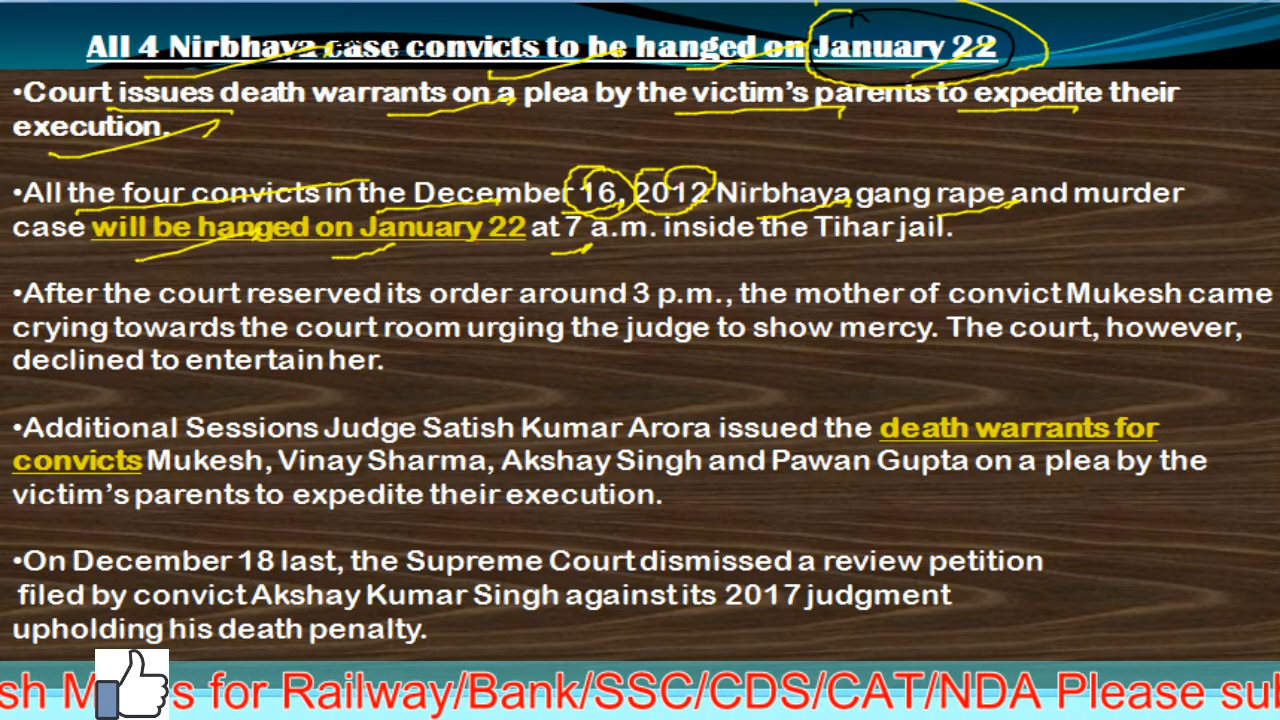 All 4 Nirbhaya case convicts to be hanged on January 22
•Court issues death warrants on a plea by the victim's parents to expedite their
execution.
•All the four convicts in the December 16, 2012 Nirbhaya gang rape and murder
case will be hanged on January 22 at 7 a.m. inside the Tihar jail.
•After the court reserved its order around 3 p.m., the mother of convict Mukesh came
crying towards the court room urging the judge to show mercy. The court, however,
declined to entertain her.
•Additional Sessions Judge Satish Kumar Arora issued the death warrants for
convicts Mukesh, Vinay Sharma, Akshay Singh and Pawan Gupta on a plea by the
victim's parents to expedite their execution.
•On December 18 last, the Supreme Court dismissed a review petition
filed by convict Akshay Kumar Singh against its 2017 judgment
upholding his death penalty.
for Railway/Bank/SSC/CDS/CAT/NDA Please